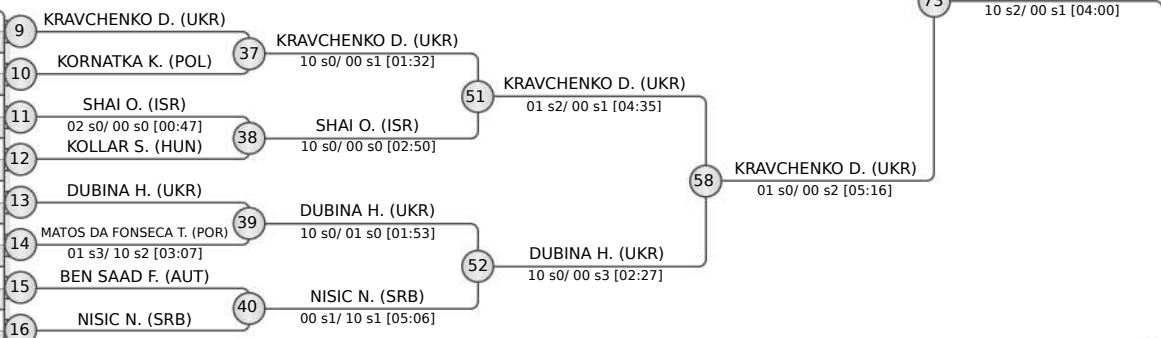 9
KRAVCHENKO D. (UKR)
10
KORNATKA K. (POL)
11
SHAI O. (ISR)
02 s0/ 00 s0 [00:47]
12
KOLLAR S. (HUN)
13
DUBINA H. (UKR)
14
MATOS DA FONSECA T. (POR)
01 s3/ 10 s2 [03:07]
15
BEN SAAD F. (AUT)
16
NISIC N. (SRB)
37
KRAVCHENKO D. (UKR)
10 s0/ 00 s1 [01:32]
38
SHAI O. (ISR)
10 s0/ 00 s0 [02:50]
39
DUBINA H. (UKR)
10 s0/ 01 s0 [01:53]
40
NISIC N. (SRB)
00 s1/ 10 s1 [05:06]
51
KRAVCHENKO D. (UKR)
01 s2/ 00 s1 [04:35]
52
DUBINA H. (UKR)
10 s0/ 00 s3 [02:27]
58
KRAVCHENKO D. (UKR)
01 s0/ 00 s2 [05:16]
73
10 s2/ 00 s1 [04:00]